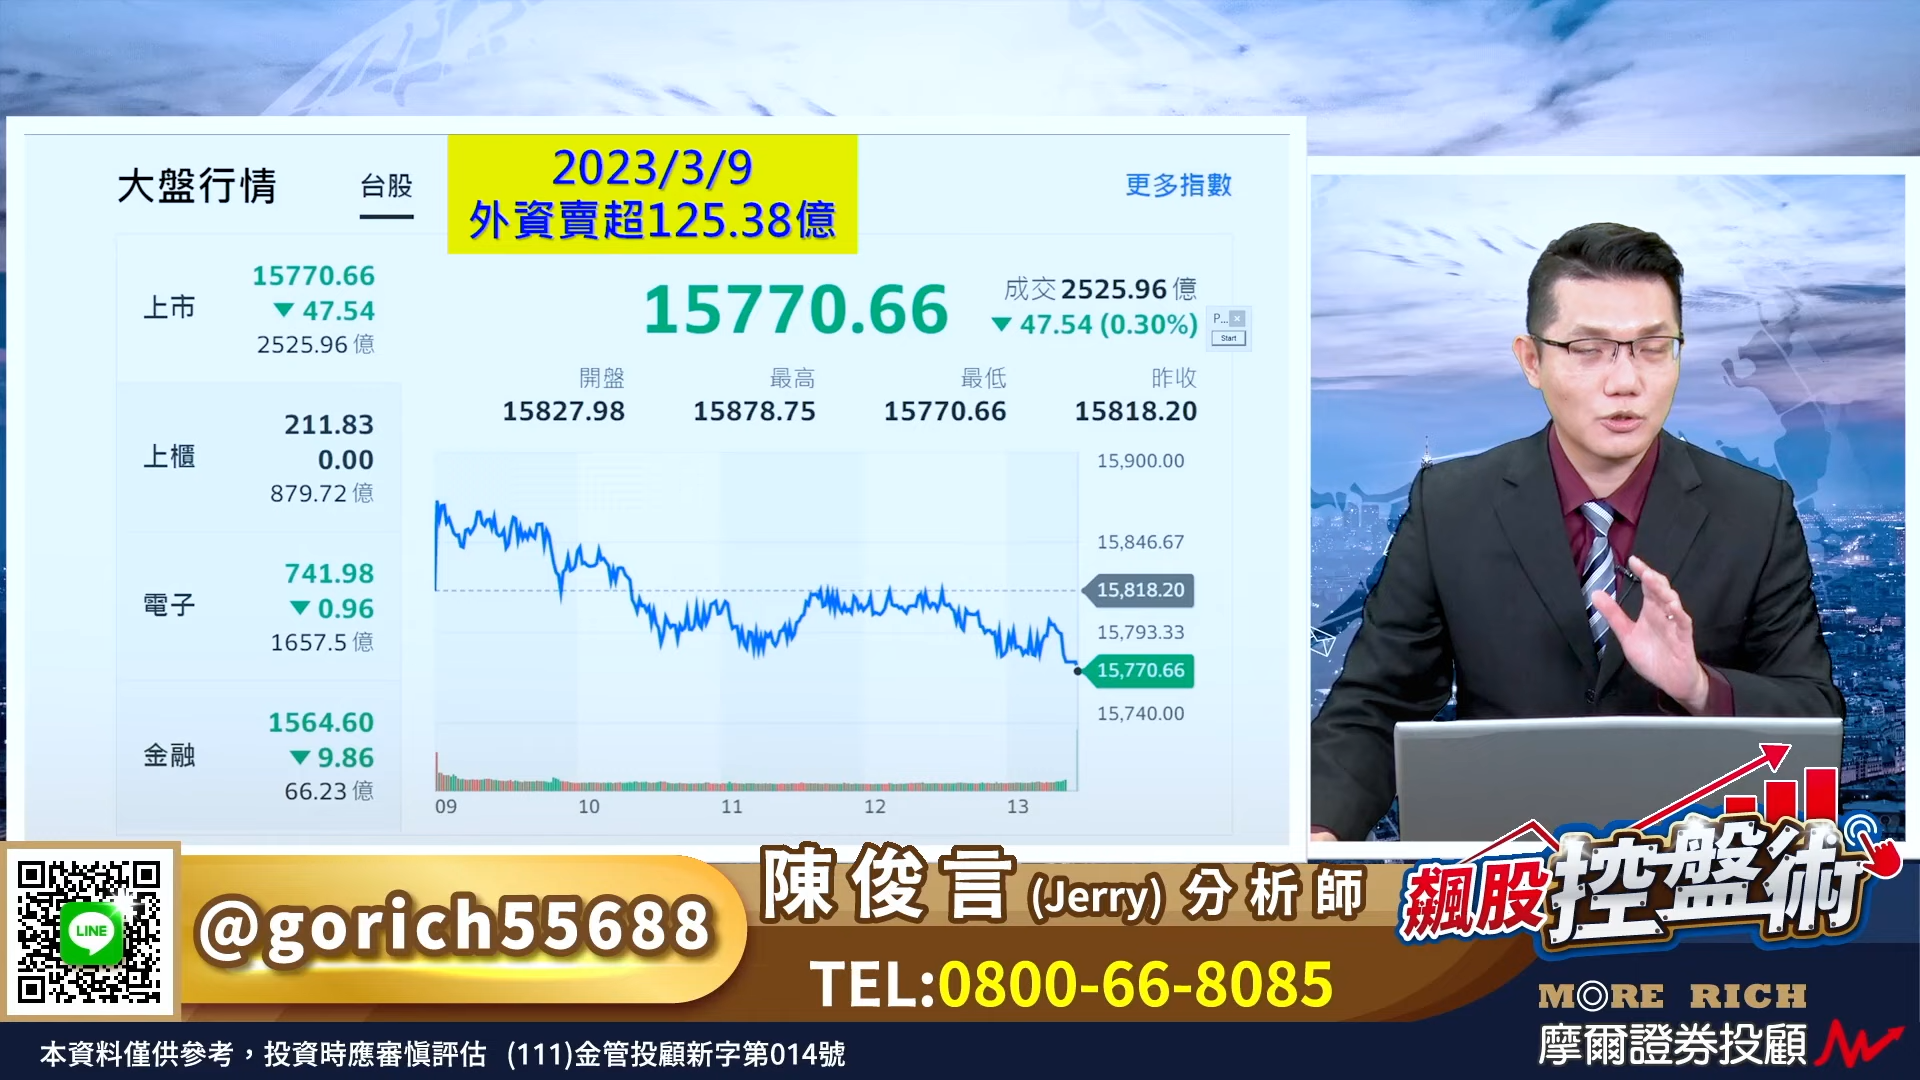 大盤行情
台股
2023/3/9
外資賣超125.38億
更多指數
上市
15770.66
▼ 47.54
2525.96 億
上櫃
211.83
0.00
879.72 億
電子
741.98
▼ 0.96
1657.5 億
金融
1564.60
▼ 9.86
66.23 億
15770.66
成交 2525.96 億
▼ 47.54 (0.30%)
P...
Start
開盤 最高 最低 昨收
15827.98 15878.75 15770.66 15818.20
15,900.00
15,846.67
15,818.20
15,793.33
15,770.66
15,740.00
09 10 11 12 13
LINE
@gorich55688
陳俊言 (Jerry) 分析師
TEL:0800-66-8085
飆股控盤術
MORE RICH
摩爾證券投顧
本資料僅供參考，投資時應審慎評估 (111)金管投顧新字第014號